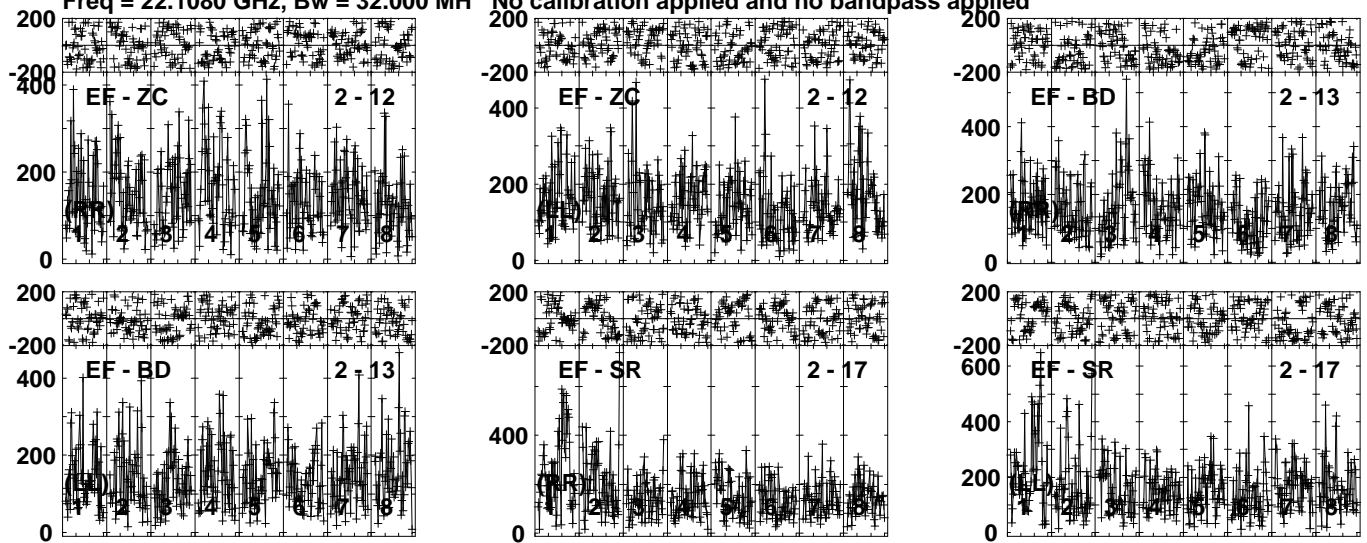 Freq = 22.1080 GHz, Bw = 32.000 MH No calibration applied and no bandpass applied
200 200 200
-200 -200 -200
400 EF - ZC 2 - 12 400 EF - ZC 2 - 12 400 EF - BD 2 - 13
200 200 200
(RR) (LL) (RR)
1 2 3 4 5 6 7 8 1 2 3 4 5 6 7 8 1 2 3 4 5 6 7 8
0 0 0
200 200 200
-200 -200 -200
EF - BD 2 - 13 EF - SR 2 - 17 600 EF - SR 2 - 17
400 400 400
200 200
(LL) (RR) (LL)
1 2 3 4 5 6 7 8 1 2 3 4 5 6 7 8 1 2 3 4 5 6 7 8
0 0 0